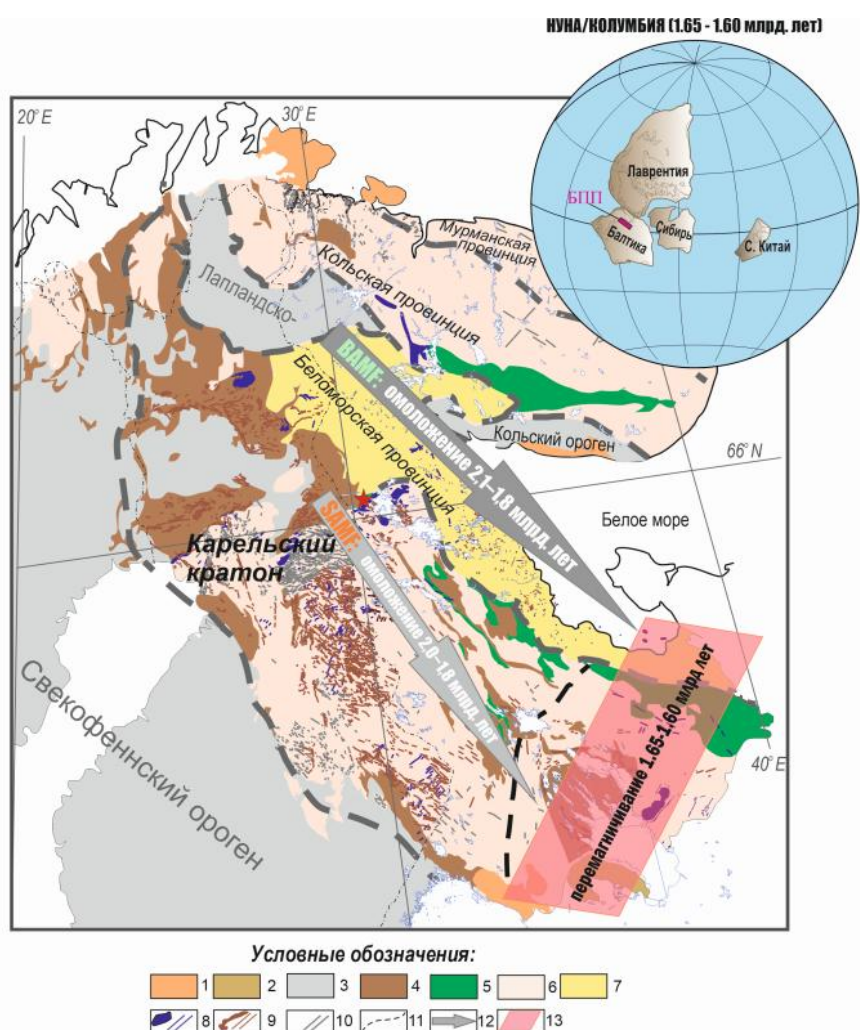 НУНА/КОЛУМБИЯ (1.65 - 1.60 млрд. лет)
20° E
30° E
Лаврентия
БПП
Балтика
Сибирь
С. Китай
Мурманская
провинция
Кольская провинция
Лапландско-
Беломорская провинция
BAMF: омоложение 2,1–1.8 млрд. лет
Кольский ороген
66° N
Белое море
SAMF: омоложение 2.0–1.8 млрд. лет
Карельский
кратон
Свекофеннский ороген
перемагничивание 1.65-1.60 млрд лет
40° E
Условные обозначения:
1 2 3 4 5 6 7
8 9 10 11 12 13